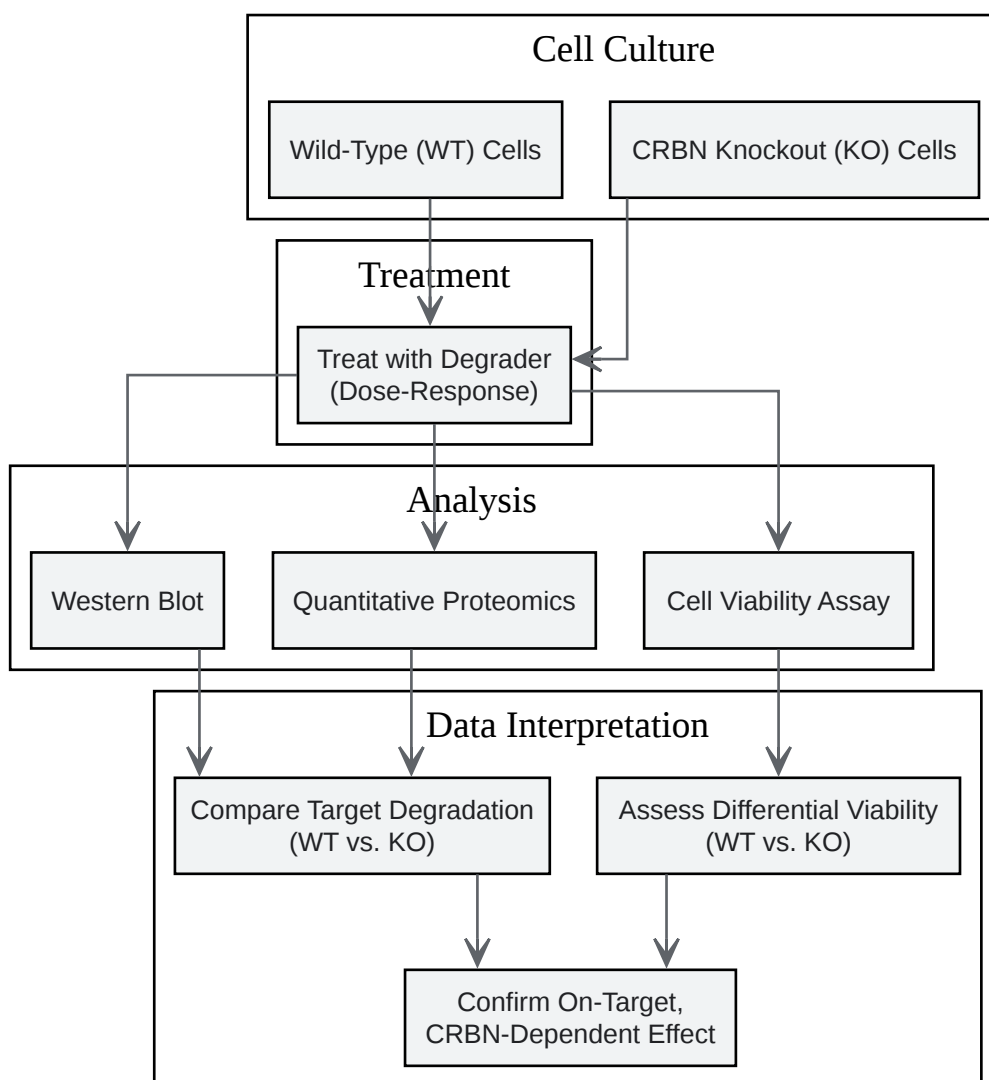 Cell Culture
Wild-Type (WT) Cells
CRBN Knockout (KO) Cells
Treatment
Treat with Degrader
(Dose-Response)
Analysis
Western Blot
Quantitative Proteomics
Cell Viability Assay
Data Interpretation
Compare Target Degradation
(WT vs. KO)
Assess Differential Viability
(WT vs. KO)
Confirm On-Target,
CRBN-Dependent Effect